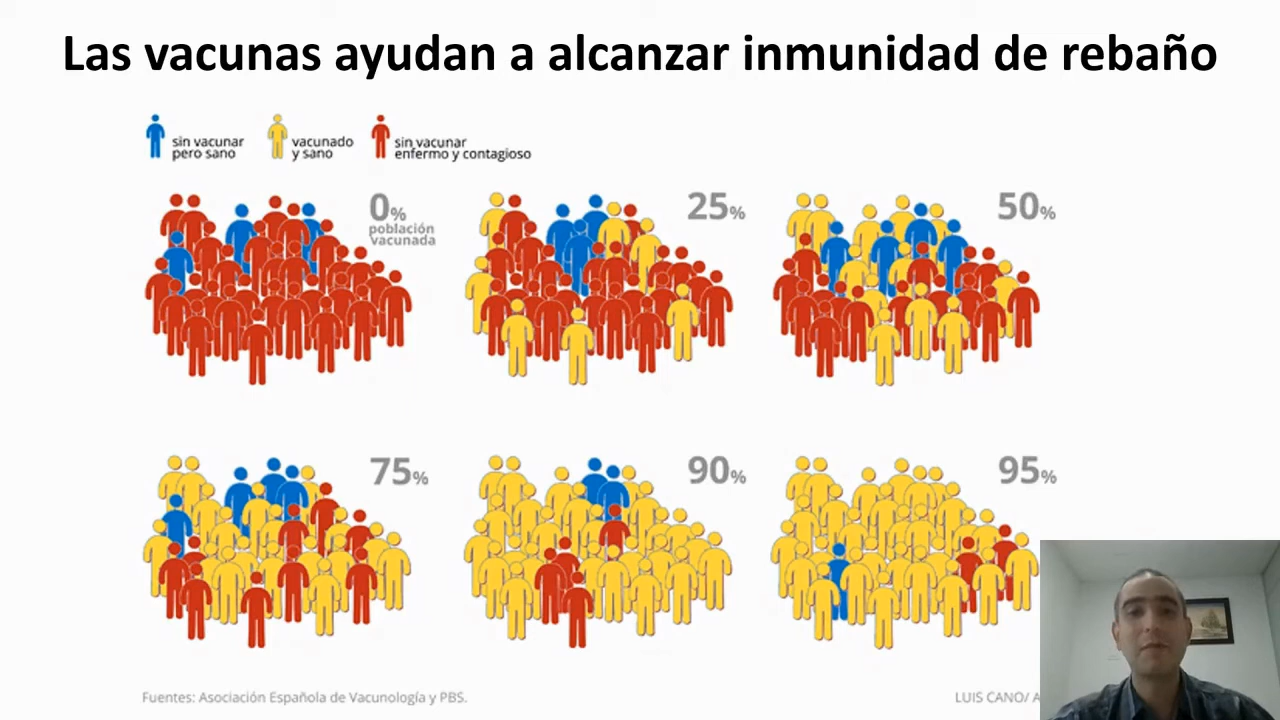 Las vacunas ayudan a alcanzar inmunidad de rebaño
sin vacunar
pero sano
vacunado
y sano
sin vacunar
enfermo y contagioso
0%
población
vacunada
25%
50%
75%
90%
95%
Fuentes: Asociación Española de Vacunología y PBS.
LUIS CANO/ A